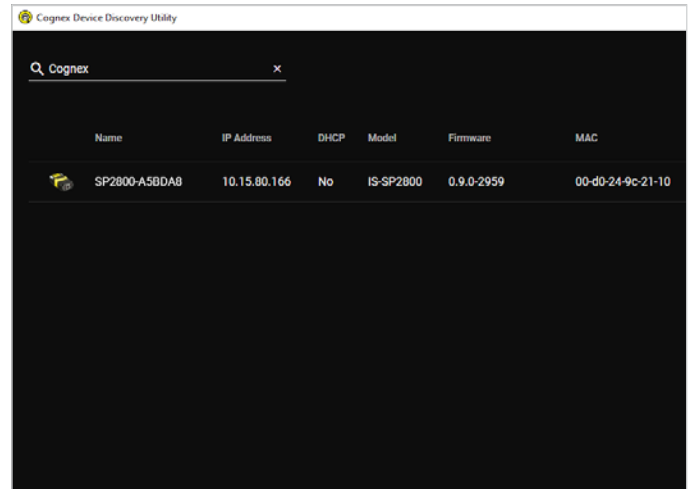 Cognex Device Discovery Utility
Cognex ×
Name IP Address DHCP Model Firmware MAC
SP2800-A5BDA8 10.15.80.166 No IS-SP2800 0.9.0-2959 00-d0-24-9c-21-10